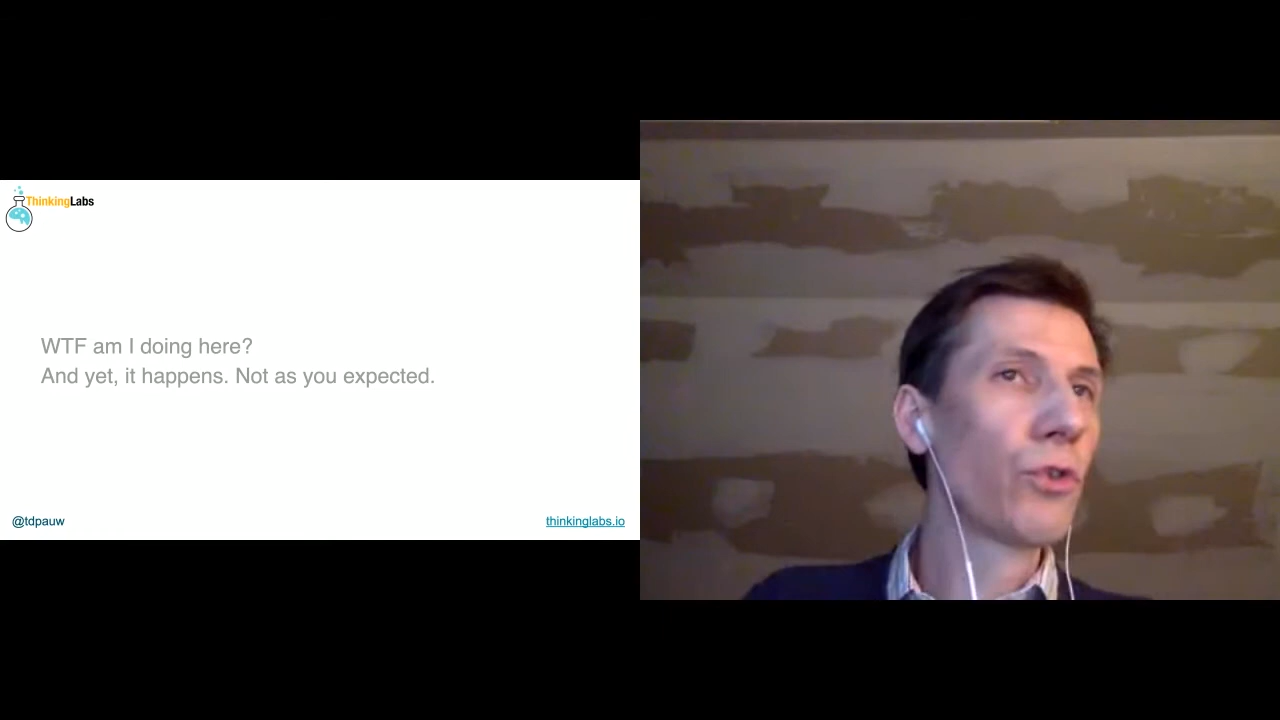 ThinkingLabs
WTF am I doing here?
And yet, it happens. Not as you expected.
@tdpauw
thinkinglabs.io